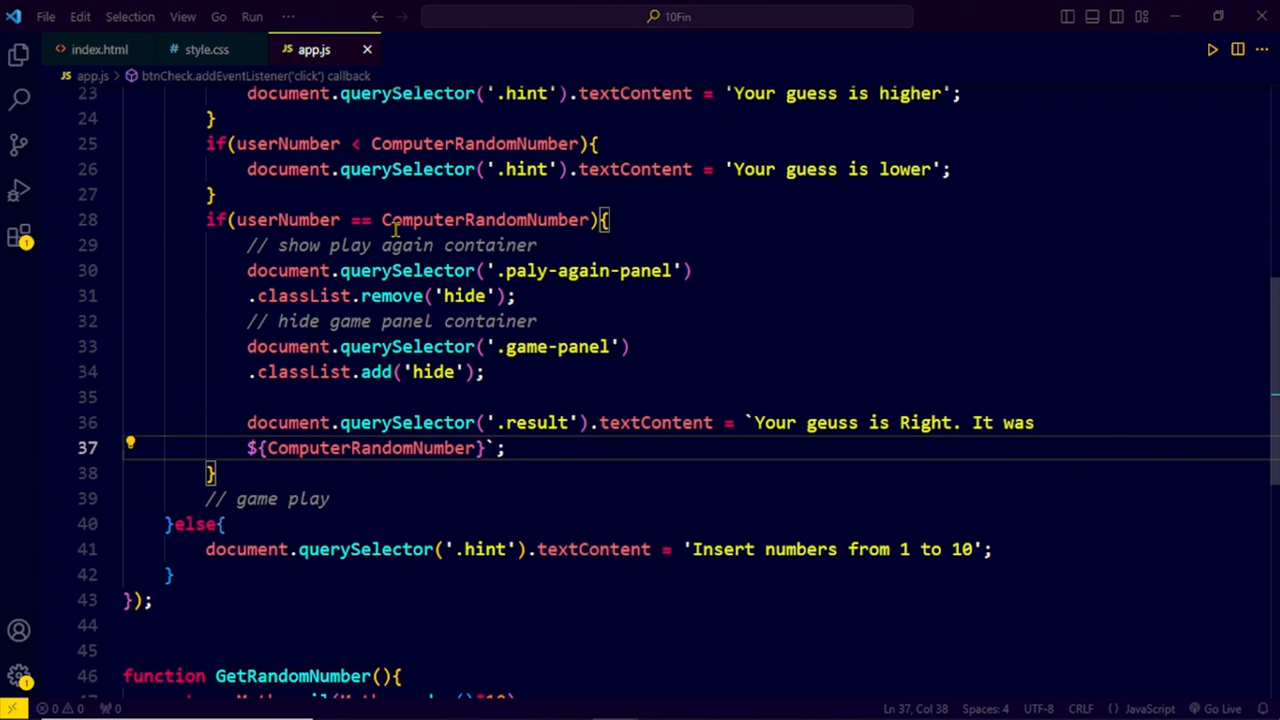 File Edit Selection View Go Run ··· 10Fin
index.html style.css JS app.js
JS app.js > btnCheck.addEventListener('click') callback
23 document.querySelector('.hint').textContent = 'Your guess is higher';
24 }
25 if(userNumber < ComputerRandomNumber){
26 document.querySelector('.hint').textContent = 'Your guess is lower';
27 }
28 if(userNumber == ComputerRandomNumber){
29 // show play again container
30 document.querySelector('.paly-again-panel')
31 .classList.remove('hide');
32 // hide game panel container
33 document.querySelector('.game-panel')
34 .classList.add('hide');
35
36 document.querySelector('.result').textContent = `Your geuss is Right. It was
37 ${ComputerRandomNumber}`;
38 }
39 // game play
40 }else{
41 document.querySelector('.hint').textContent = 'Insert numbers from 1 to 10';
42 }
43 });
44
45
46 function GetRandomNumber(){
0 0 0 Ln 37, Col 38 Spaces: 4 UTF-8 CRLF {} JavaScript Go Live